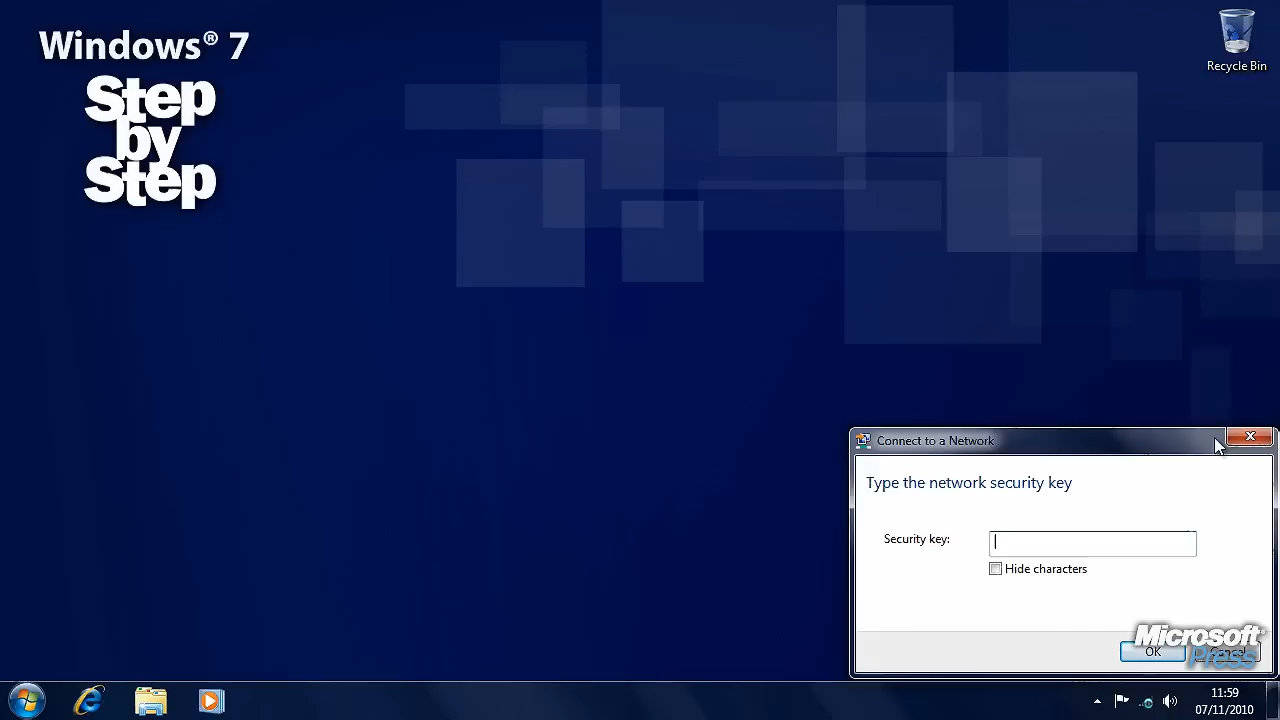 Windows® 7
Step
by
Step
Recycle Bin
Connect to a Network
Type the network security key
Security key:
Hide characters
OK
Cancel
Microsoft
Press
11:59
07/11/2010